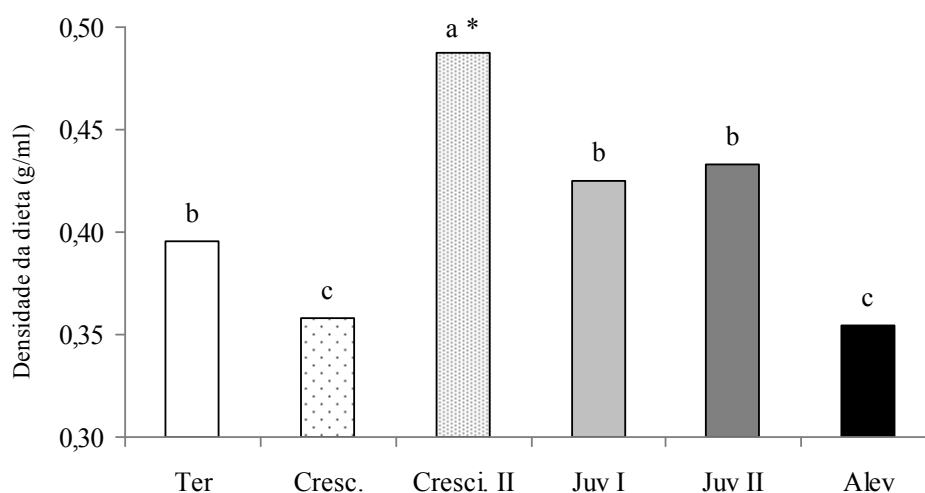 0,50
0,45
0,40
0,35
0,30
Densidade da dieta (g/ml)
b
c
a *
b
b
c
Ter
Cresc.
Cresci. II
Juv I
Juv II
Alev